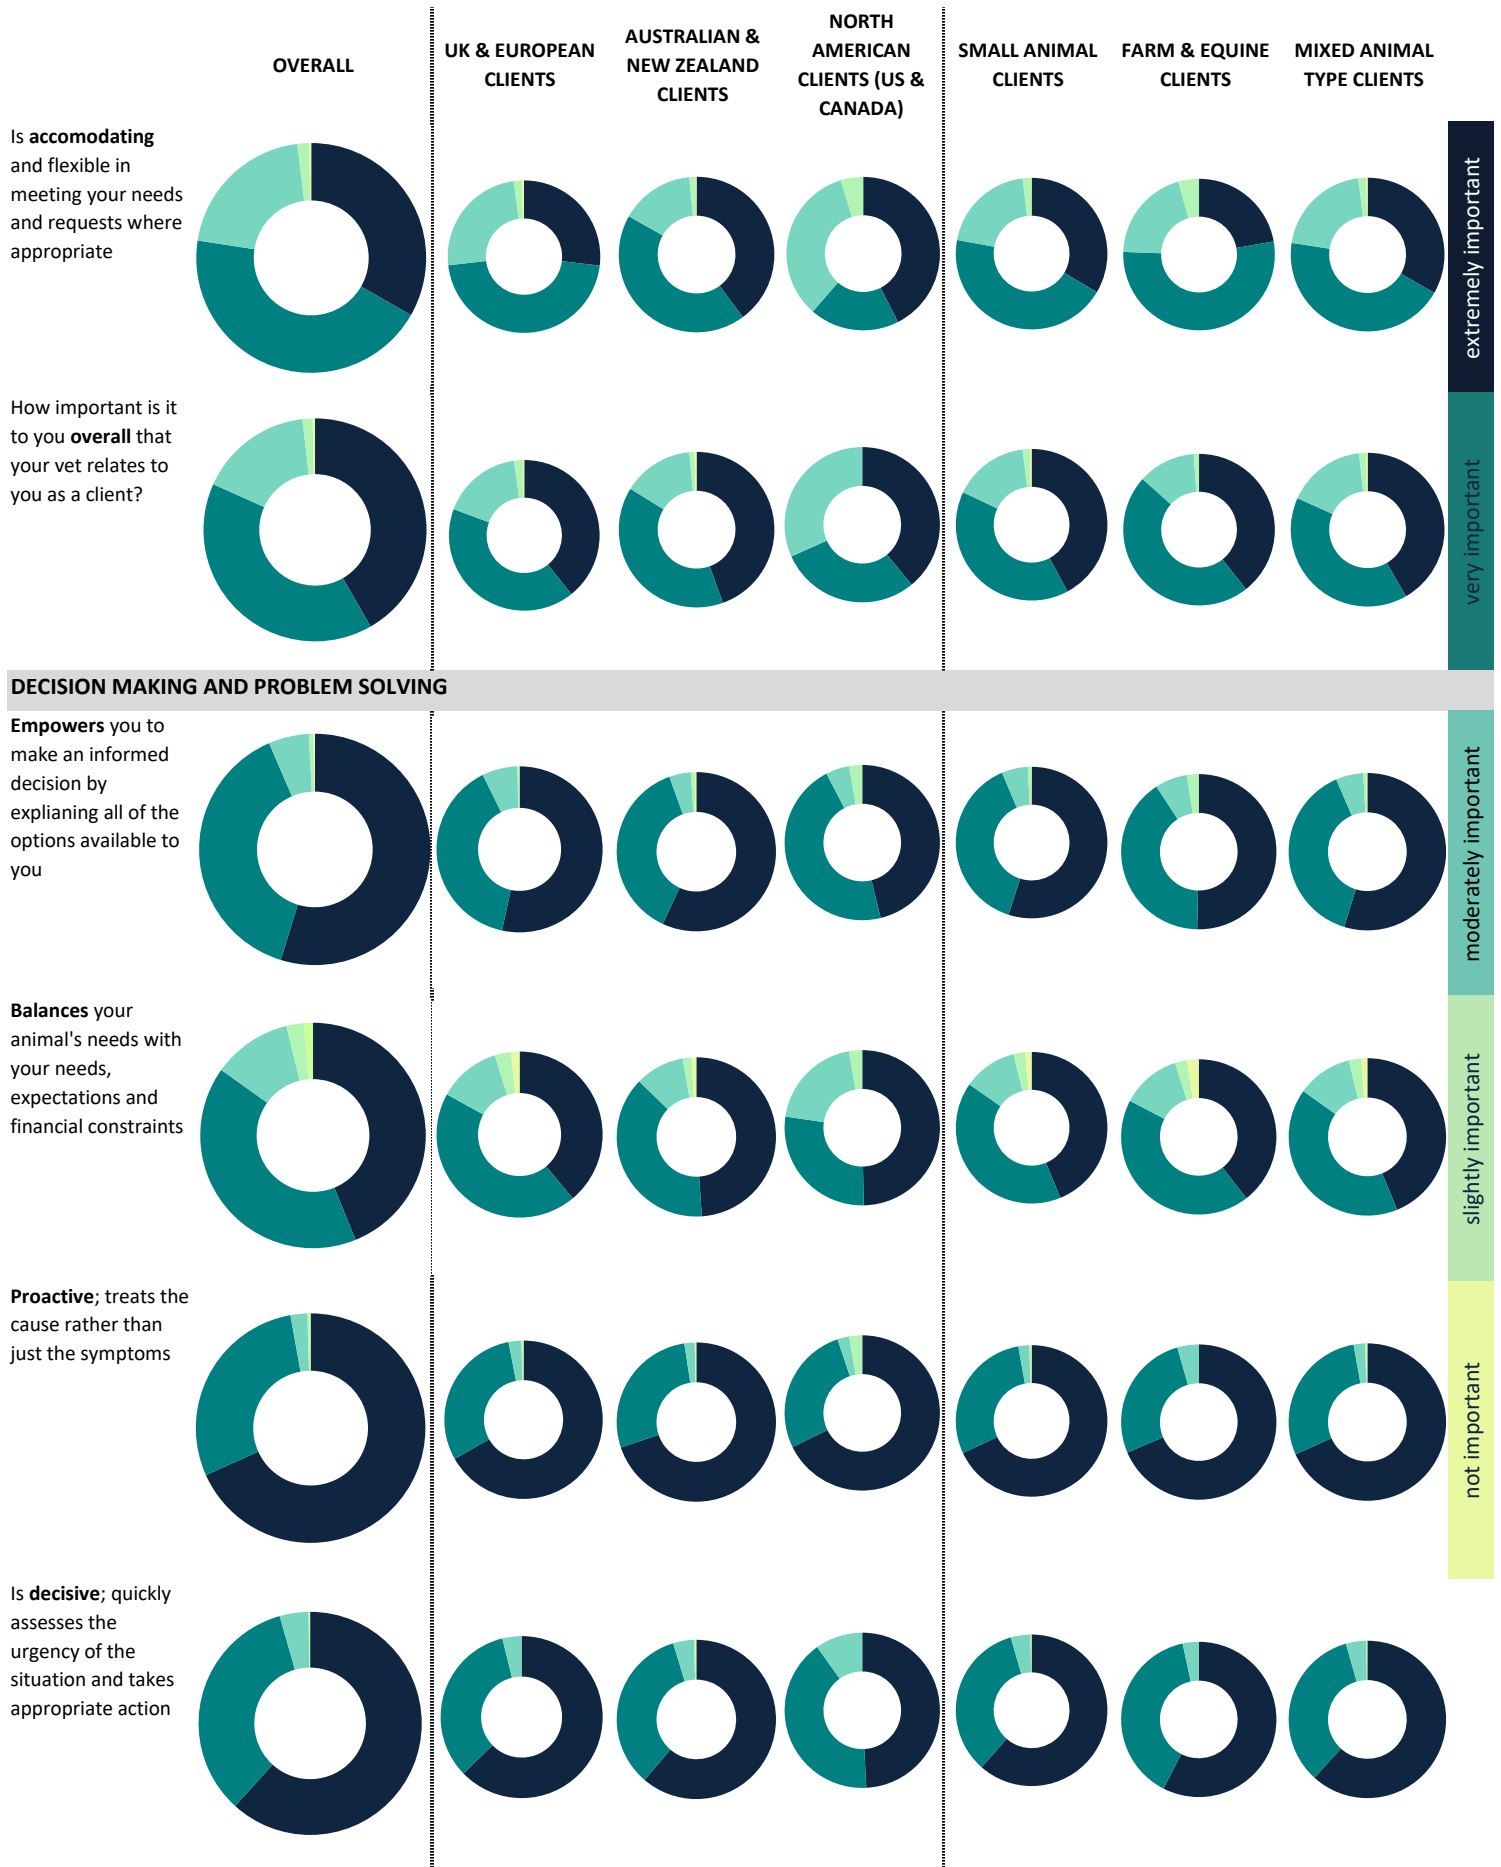 OVERALL
UK & EUROPEAN
CLIENTS
AUSTRALIAN &
NEW ZEALAND
CLIENTS
NORTH
AMERICAN
CLIENTS (US &
CANADA)
SMALL ANIMAL
CLIENTS
FARM & EQUINE
CLIENTS
MIXED ANIMAL
TYPE CLIENTS
Is accomodating
and flexible in
meeting your needs
and requests where
appropriate
extremely important
How important is it
to you overall that
your vet relates to
you as a client?
very important
DECISION MAKING AND PROBLEM SOLVING
Empowers you to
make an informed
decision by
explianing all of the
options available to
you
moderately important
Balances your
animal's needs with
your needs,
expectations and
financial constraints
slightly important
Proactive; treats the
cause rather than
just the symptoms
not important
Is decisive; quickly
assesses the
urgency of the
situation and takes
appropriate action